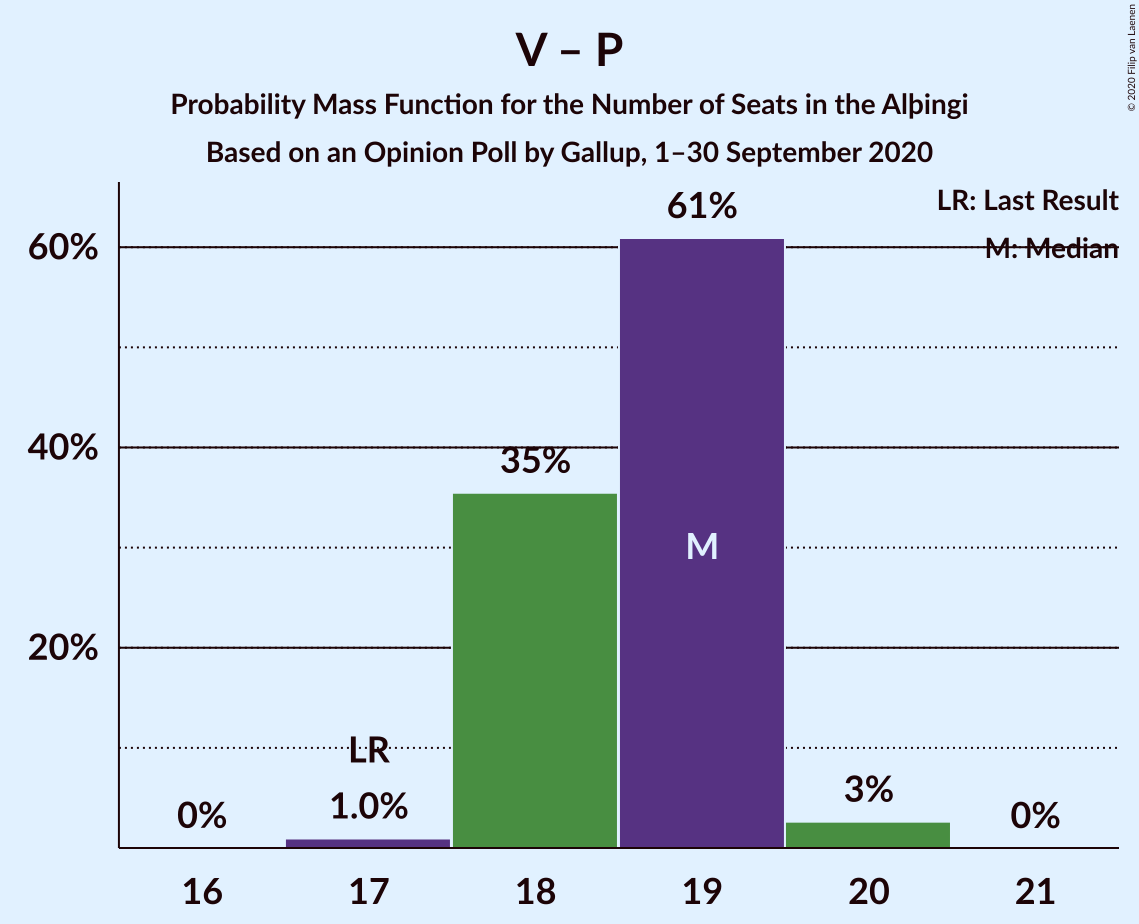 V – P
Probability Mass Function for the Number of Seats in the Alþingi
Based on an Opinion Poll by Gallup, 1–30 September 2020
© 2020 Filip van Laenen
LR: Last Result
M: Median
61%
60%
40%
35%
M
20%
LR
0%
1.0%
3%
0%
16 17 18 19 20 21